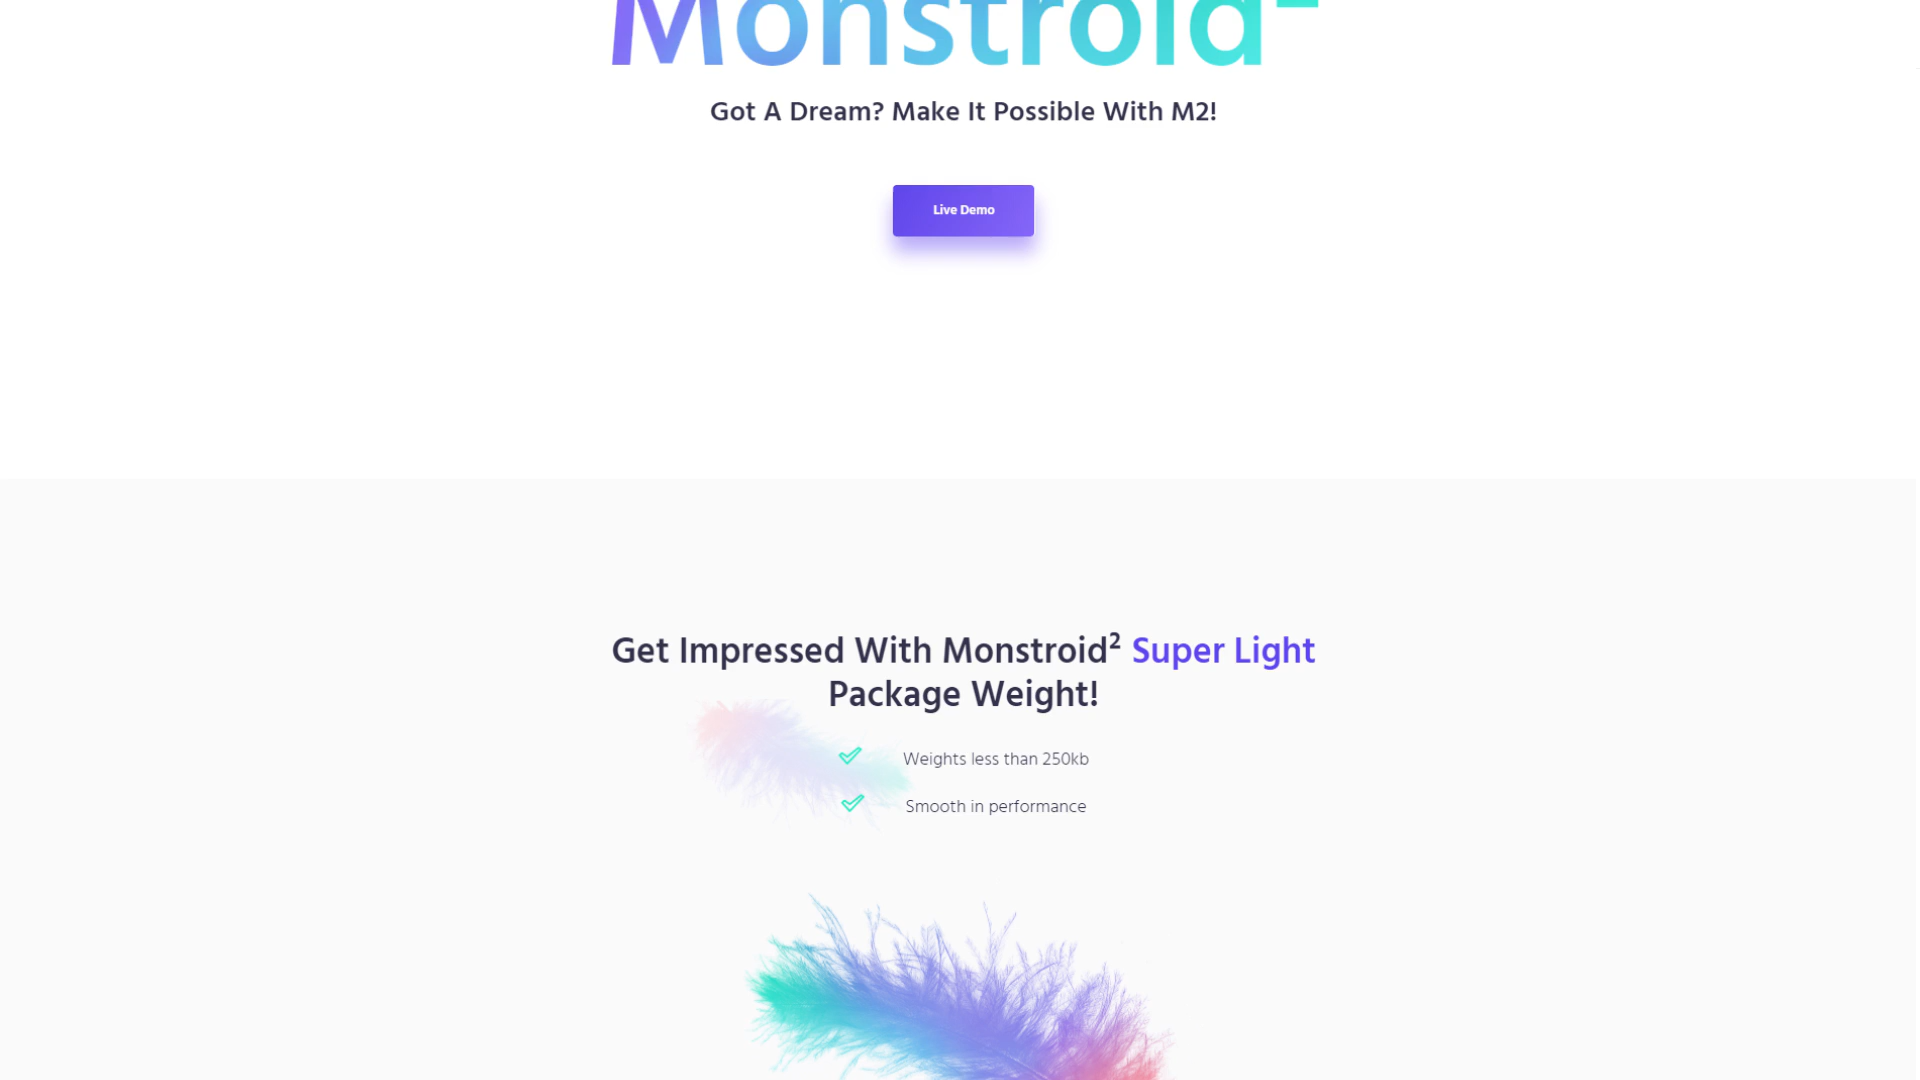 Monstroid²
Got A Dream? Make It Possible With M2!
Live Demo
Get Impressed With Monstroid² Super Light
Package Weight!
Weights less than 250kb
Smooth in performance